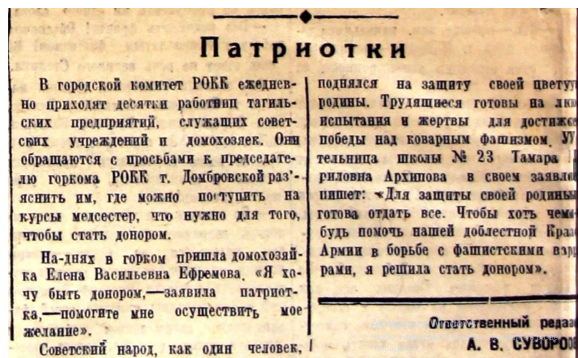 Патриотки
В городской комитет РОКК ежеднев-
но приходят десятки работниц тагиль-
ских предприятий, служащих совет-
ских учреждений и домохозяек. Они
обращаются с просьбами к председате-
лю горкома РОКК т. Домбровской раз'-
яснить им, где можно поступить на
курсы медсестер, что нужно для того,
чтобы стать донором.
На-днях в горком пришла домохозяй-
ка Елена Васильевна Ефремова. «Я хо-
чу быть донором,—заявила патриот-
ка,—помогите мне осуществить мое
желание».
Советский народ, как один человек,
поднялся на защиту своей
родины. Трудящиеся готовы на
испытания и жертвы для
победы над коварным фашизмом.
тельница школы № 23 Тамара
риловна Архипова в своем
пишет: «Для защиты своей родины
готова отдать все. Чтобы хоть
будь помочь нашей доблестной
Армии в борьбе с фашистскими
рами, я решила стать донором».
Ответственный
А. В. СУВОРОВ